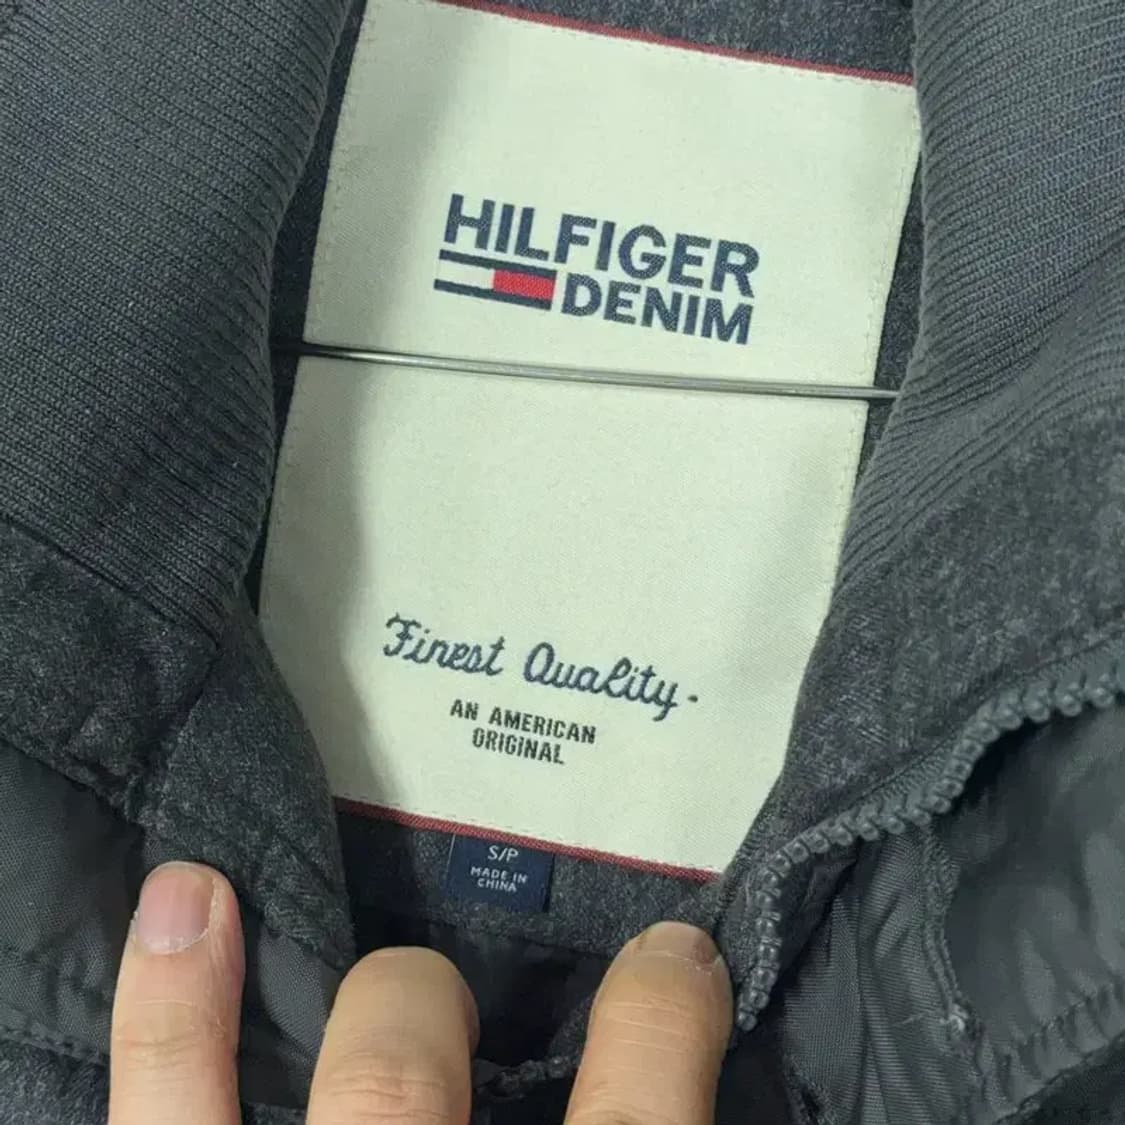 HILFIGER
DENIM
Finest Quality.
AN AMERICAN
ORIGINAL
S/P
MADE IN
CHINA